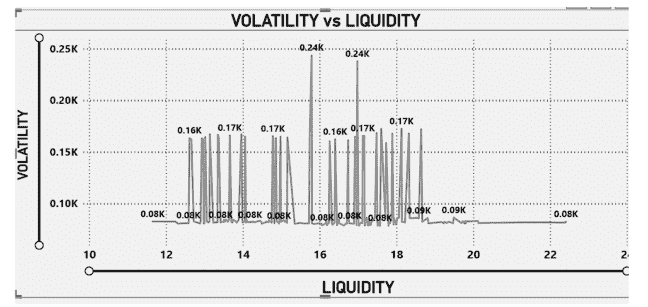 VOLATILITY vs LIQUIDITY
0.25K
0.20K
0.15K
0.10K
VOLATILITY
0.24K
0.24K
0.16K
0.17K
0.17K
0.16K
0.17K
0.17K
0.08K
0.08K
0.08K
0.08K
0.08K
0.08K
0.08K
0.08K
0.09K
0.09K
0.08K
10 12 14 16 18 20 22
LIQUIDITY